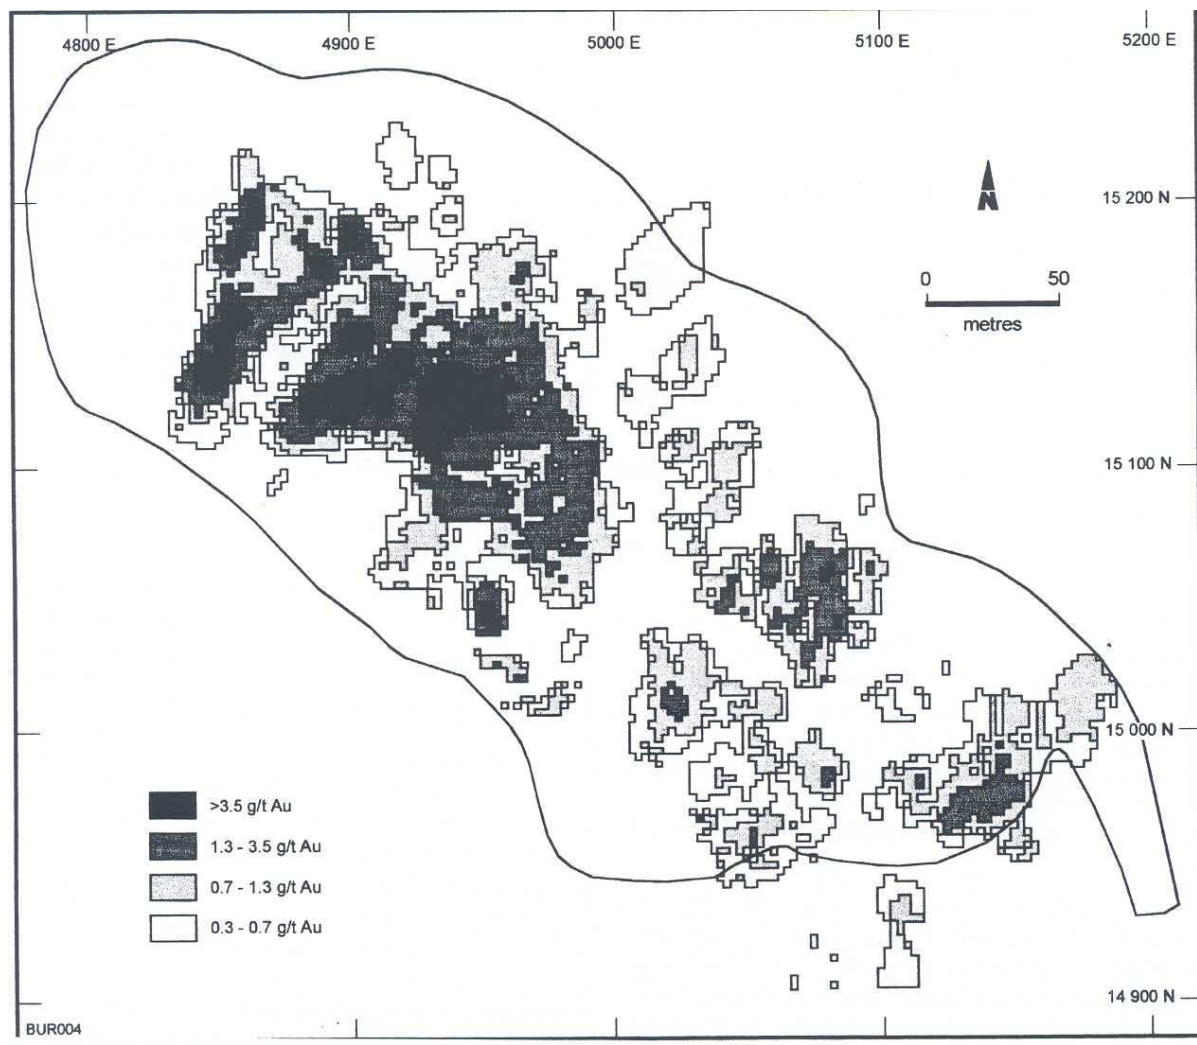 4800 E 4900 E 5000 E 5100 E 5200 E
15 200 N
N
0 50
metres
15 100 N
15 000 N
>3.5 g/t Au
1.3 - 3.5 g/t Au
0.7 - 1.3 g/t Au
0.3 - 0.7 g/t Au
14 900 N
BUR004